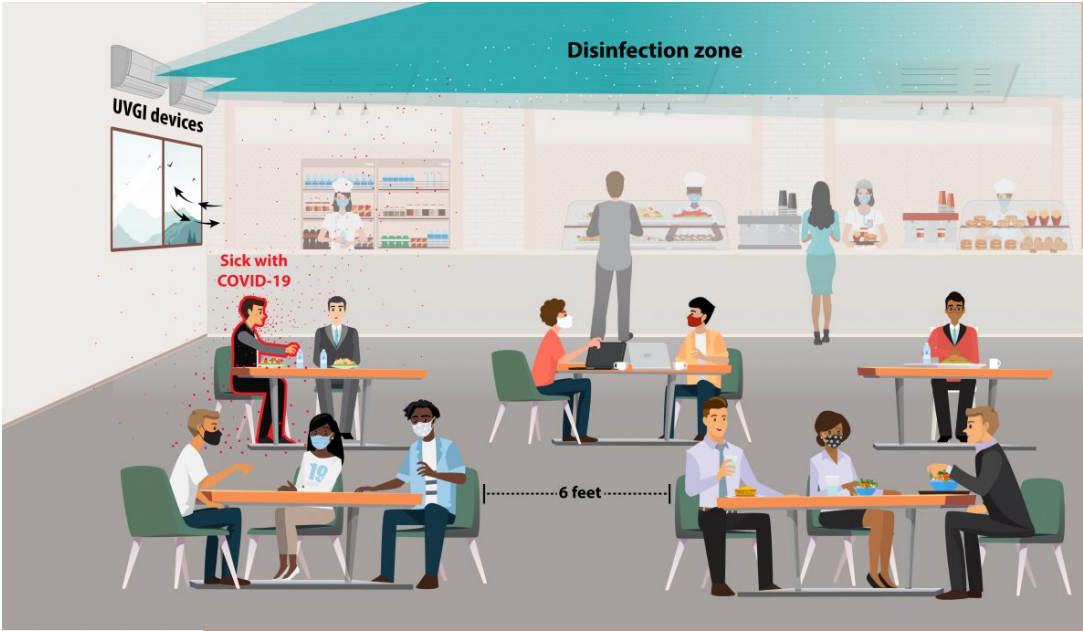 Disinfection zone
UVGI devices
Sick with
COVID-19
19
6 feet